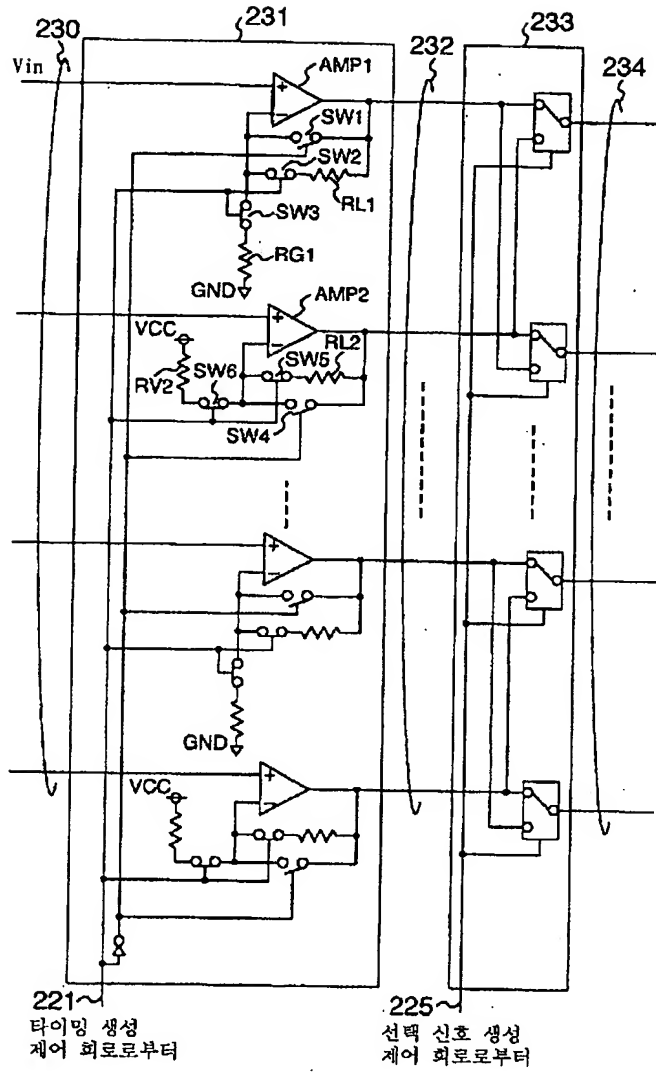 230
231
Vin
AMP1
SW1
SW2
RL1
SW3
RG1
GND
232
233
234
AMP2
VCC
RV2
SW6
SW5
RL2
SW4
GND
VCC
221
타이밍 생성
제어 회로로부터
225
선택 신호 생성
제어 회로로부터